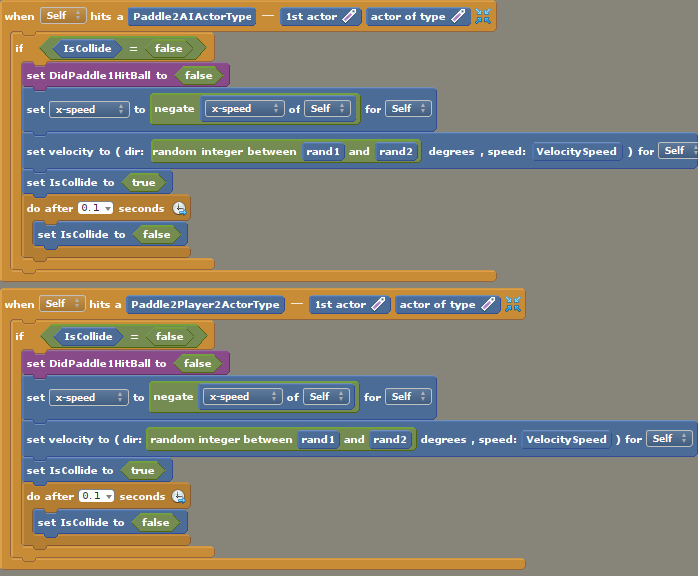 when Self hits a Paddle2AIActorType — 1st actor actor of type
if IsCollide = false
set DidPaddle1HitBall to false
set x-speed to negate x-speed of Self for Self
set velocity to ( dir: random integer between rand1 and rand2 degrees , speed: VelocitySpeed ) for Self
set IsCollide to true
do after 0.1 seconds
set IsCollide to false
when Self hits a Paddle2Player2ActorType — 1st actor actor of type
if IsCollide = false
set DidPaddle1HitBall to false
set x-speed to negate x-speed of Self for Self
set velocity to ( dir: random integer between rand1 and rand2 degrees , speed: VelocitySpeed ) for Self
set IsCollide to true
do after 0.1 seconds
set IsCollide to false